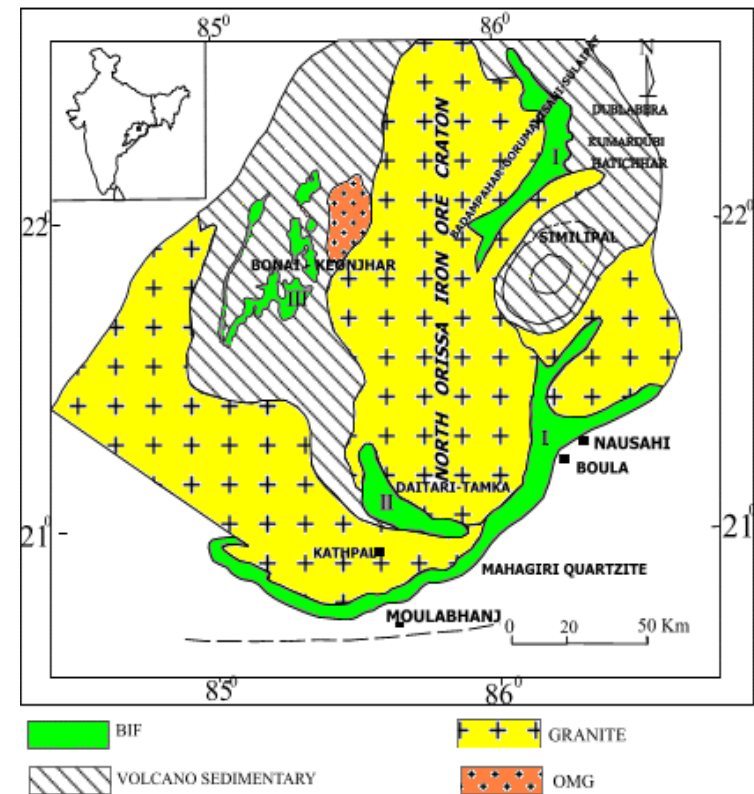 85⁰ 86⁰
N
BADAMPAHAR-GORUMAHISANI-SULAIPAT
DUBLABERA
KUMARDUBI
HATICHHAR
I
22⁰ 22⁰
SIMILIPAL
BONAI - KEONJHAR
III
NORTH ORISSA IRON ORE CRATON
I
NAUSAHI
BOULA
DAITARI-TAMKA
II
21⁰ 21⁰
KATHPAL
MAHAGIRI QUARTZITE
MOULABHANJ
0 20 50 Km
85⁰ 86⁰
BIF GRANITE
VOLCANO SEDIMENTARY OMG